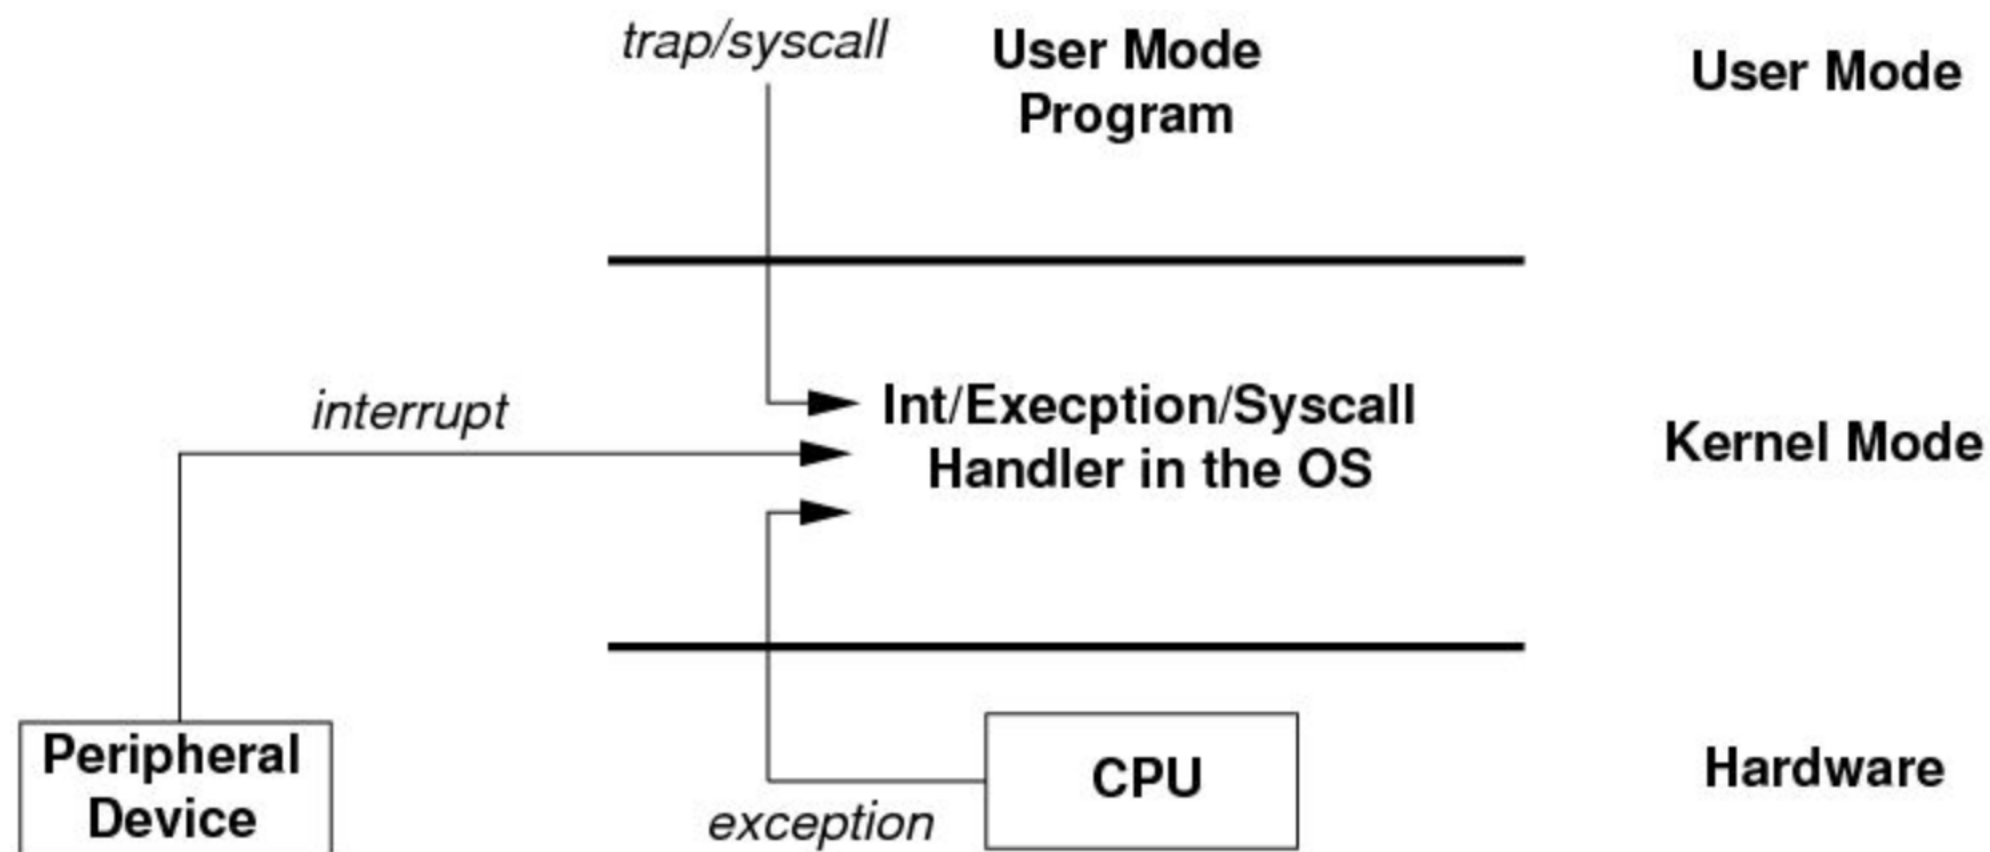 trap/syscall
User Mode
Program
User Mode
interrupt
Int/Execption/Syscall
Handler in the OS
Kernel Mode
Peripheral
Device
exception
CPU
Hardware